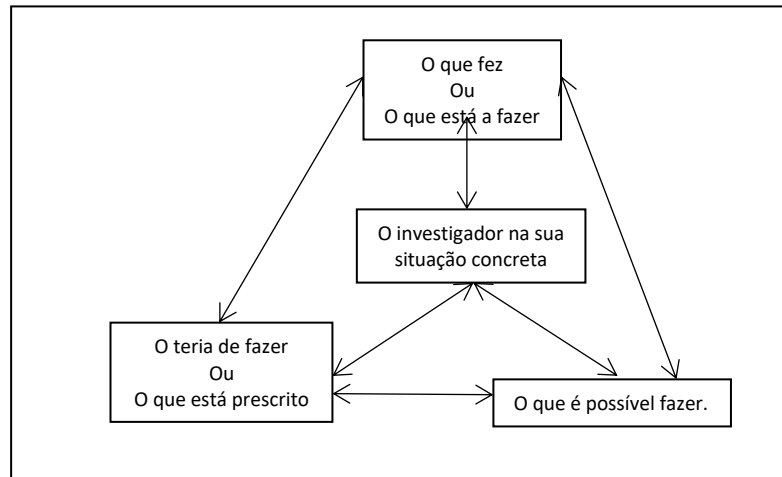 O que fez
Ou
O que está a fazer
O investigador na sua
situação concreta
O teria de fazer
Ou
O que está prescrito
O que é possível fazer.